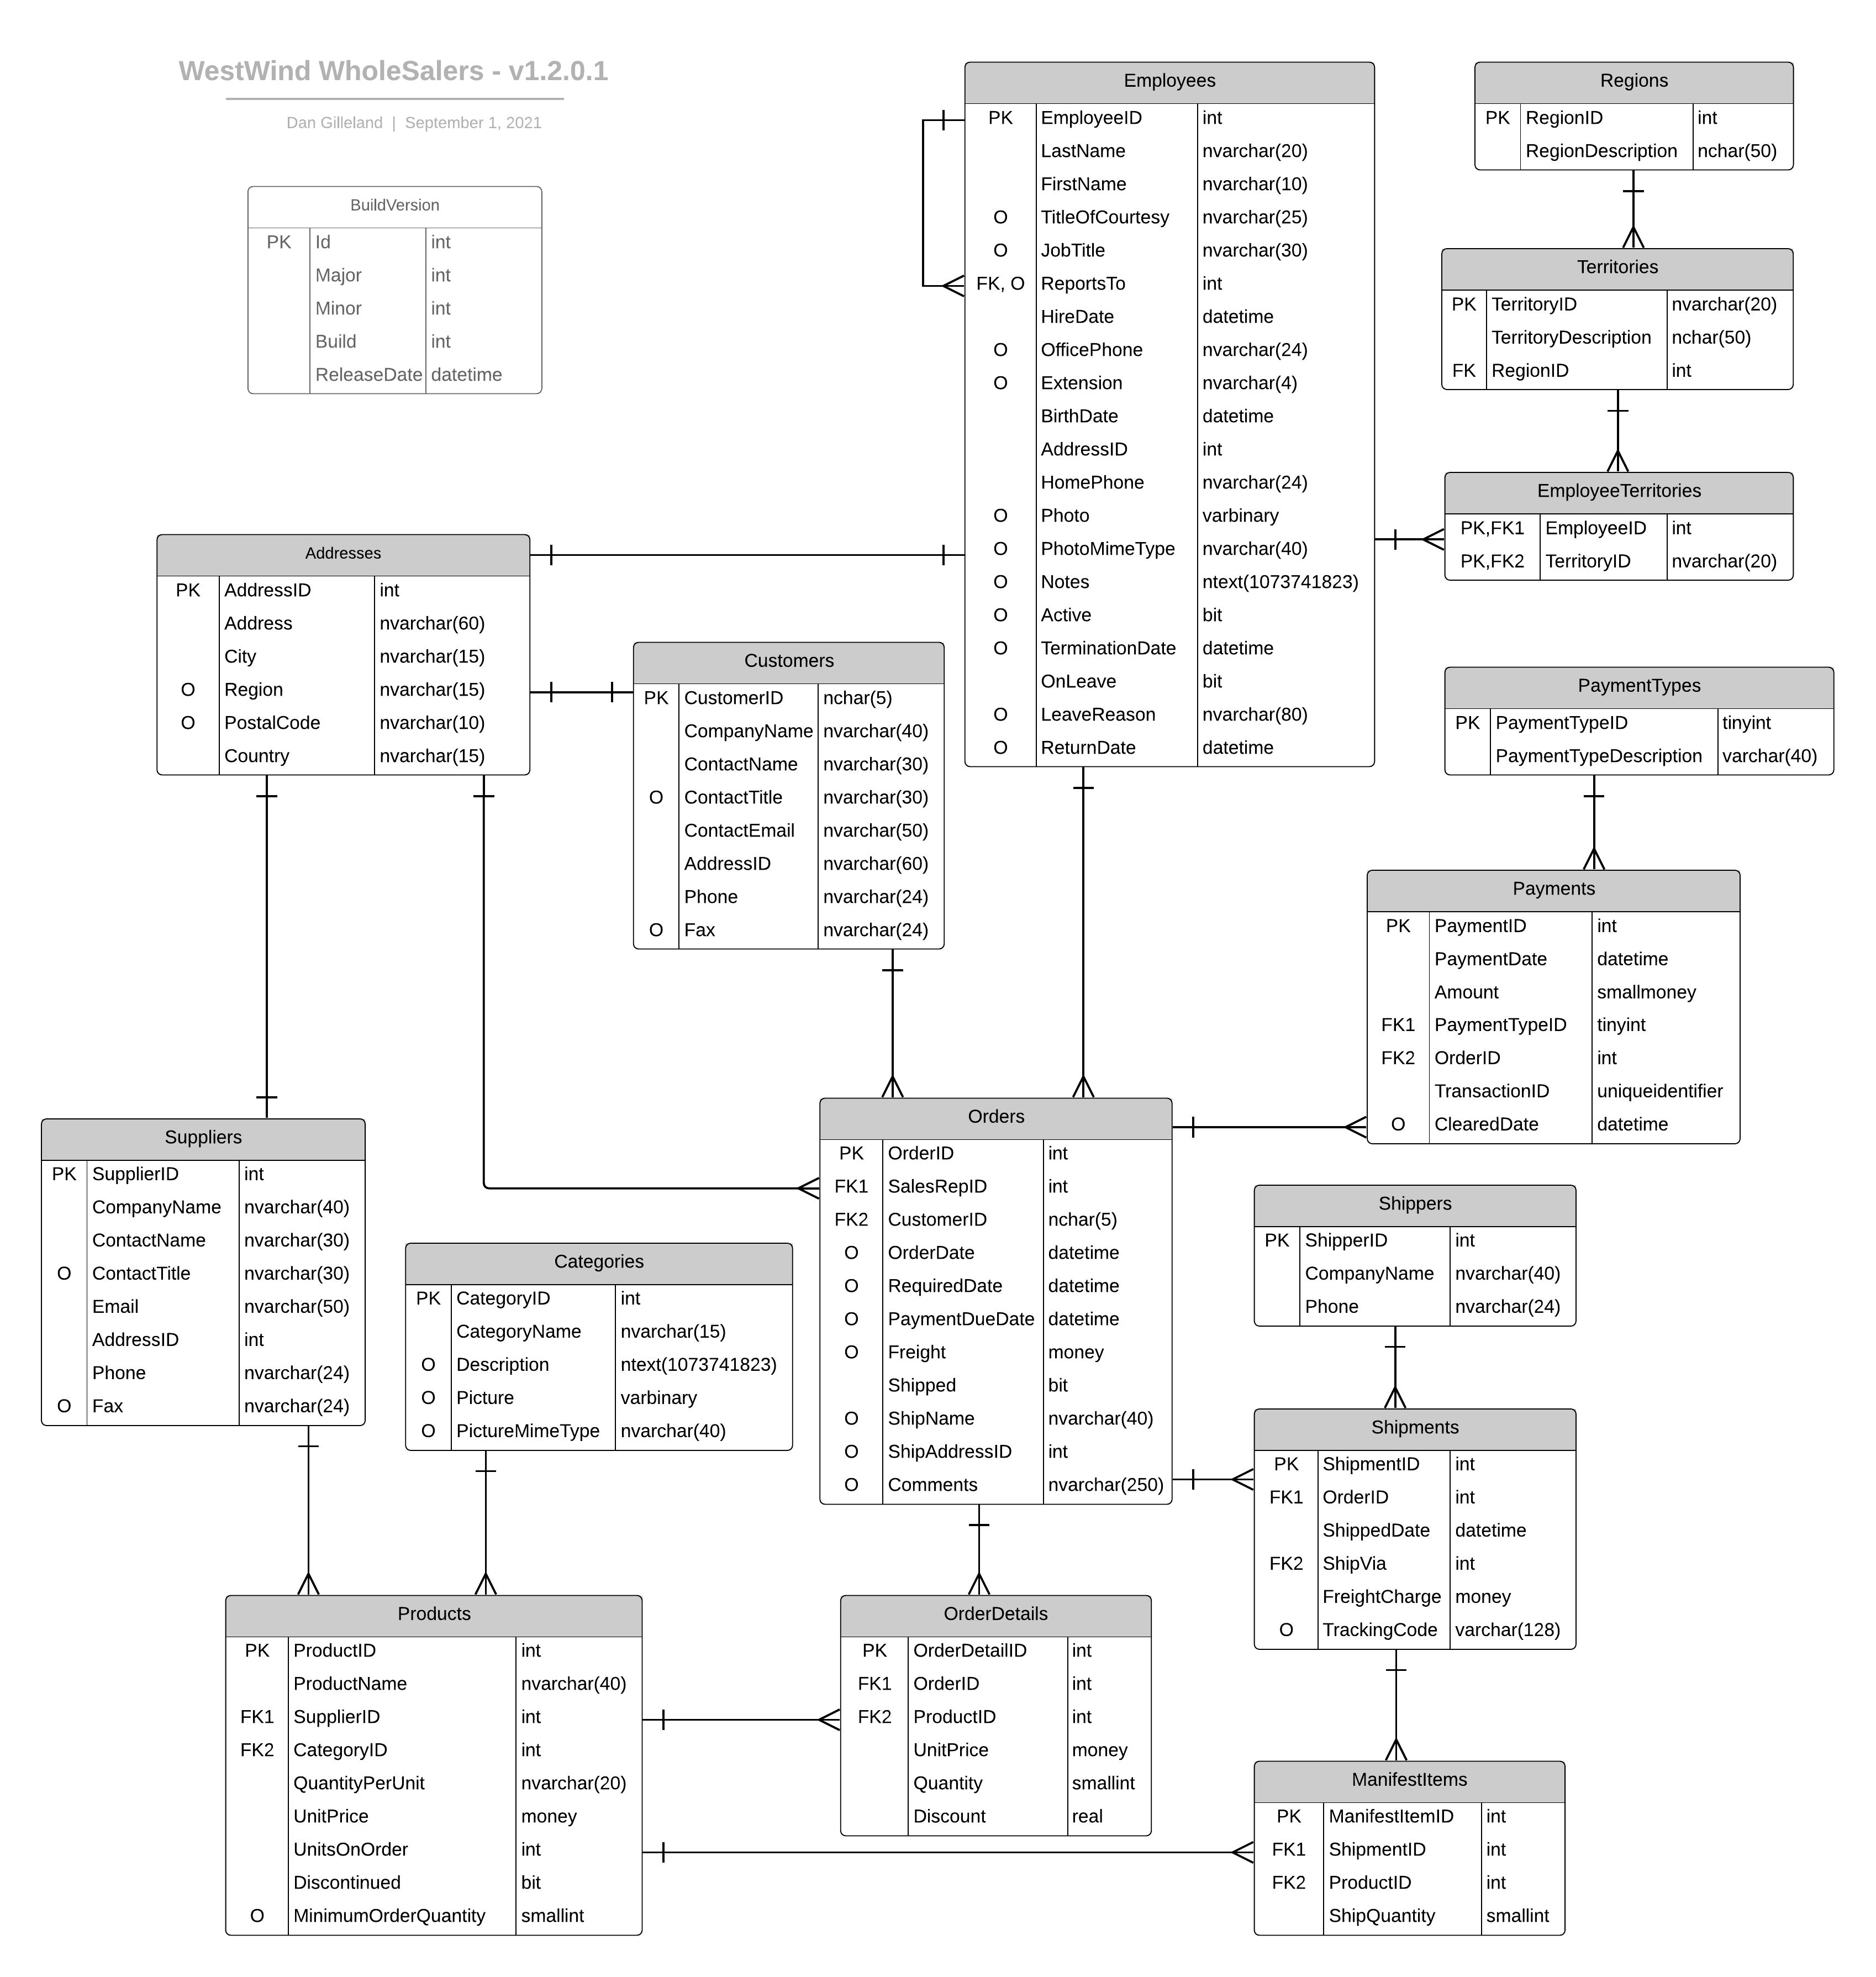 WestWind WholeSalers - v1.2.0.1
Dan Gilleland | September 1, 2021
BuildVersion
PK Id int
Major int
Minor int
Build int
ReleaseDate datetime
Employees
PK EmployeeID int
LastName nvarchar(20)
FirstName nvarchar(10)
O TitleOfCourtesy nvarchar(25)
O JobTitle nvarchar(30)
FK, O ReportsTo int
HireDate datetime
O OfficePhone nvarchar(24)
O Extension nvarchar(4)
BirthDate datetime
AddressID int
HomePhone nvarchar(24)
O Photo varbinary
O PhotoMimeType nvarchar(40)
O Notes ntext(1073741823)
O Active bit
O TerminationDate datetime
OnLeave bit
O LeaveReason nvarchar(80)
O ReturnDate datetime
Regions
PK RegionID int
RegionDescription nchar(50)
Territories
PK TerritoryID nvarchar(20)
TerritoryDescription nchar(50)
FK RegionID int
EmployeeTerritories
PK,FK1 EmployeeID int
PK,FK2 TerritoryID nvarchar(20)
Addresses
PK AddressID int
Address nvarchar(60)
City nvarchar(15)
O Region nvarchar(15)
O PostalCode nvarchar(10)
Country nvarchar(15)
Customers
PK CustomerID nchar(5)
CompanyName nvarchar(40)
ContactName nvarchar(30)
O ContactTitle nvarchar(30)
ContactEmail nvarchar(50)
AddressID nvarchar(60)
Phone nvarchar(24)
O Fax nvarchar(24)
PaymentTypes
PK PaymentTypeID tinyint
PaymentTypeDescription varchar(40)
Payments
PK PaymentID int
PaymentDate datetime
Amount smallmoney
FK1 PaymentTypeID tinyint
FK2 OrderID int
TransactionID uniqueidentifier
O ClearedDate datetime
Suppliers
PK SupplierID int
CompanyName nvarchar(40)
ContactName nvarchar(30)
O ContactTitle nvarchar(30)
Email nvarchar(50)
AddressID int
Phone nvarchar(24)
O Fax nvarchar(24)
Categories
PK CategoryID int
CategoryName nvarchar(15)
O Description ntext(1073741823)
O Picture varbinary
O PictureMimeType nvarchar(40)
Orders
PK OrderID int
FK1 SalesRepID int
FK2 CustomerID nchar(5)
O OrderDate datetime
O RequiredDate datetime
O PaymentDueDate datetime
O Freight money
Shipped bit
O ShipName nvarchar(40)
O ShipAddressID int
O Comments nvarchar(250)
Shippers
PK ShipperID int
CompanyName nvarchar(40)
Phone nvarchar(24)
Shipments
PK ShipmentID int
FK1 OrderID int
ShippedDate datetime
FK2 ShipVia int
FreightCharge money
O TrackingCode varchar(128)
Products
PK ProductID int
ProductName nvarchar(40)
FK1 SupplierID int
FK2 CategoryID int
QuantityPerUnit nvarchar(20)
UnitPrice money
UnitsOnOrder int
Discontinued bit
O MinimumOrderQuantity smallint
OrderDetails
PK OrderDetailID int
FK1 OrderID int
FK2 ProductID int
UnitPrice money
Quantity smallint
Discount real
ManifestItems
PK ManifestItemID int
FK1 ShipmentID int
FK2 ProductID int
ShipQuantity smallint